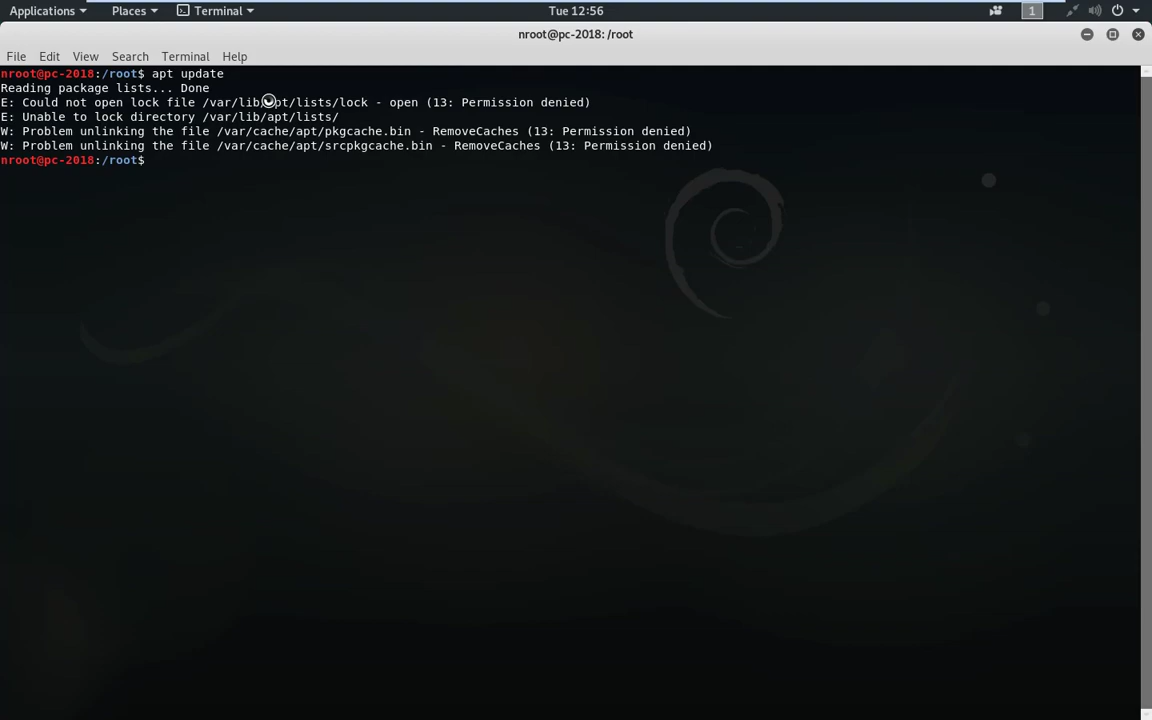 Applications Places Terminal Tue 12:56 1
nroot@pc-2018: /root
File Edit View Search Terminal Help
nroot@pc-2018:/root$ apt update
Reading package lists... Done
E: Could not open lock file /var/lib/apt/lists/lock - open (13: Permission denied)
E: Unable to lock directory /var/lib/apt/lists/
W: Problem unlinking the file /var/cache/apt/pkgcache.bin - RemoveCaches (13: Permission denied)
W: Problem unlinking the file /var/cache/apt/srcpkgcache.bin - RemoveCaches (13: Permission denied)
nroot@pc-2018:/root$